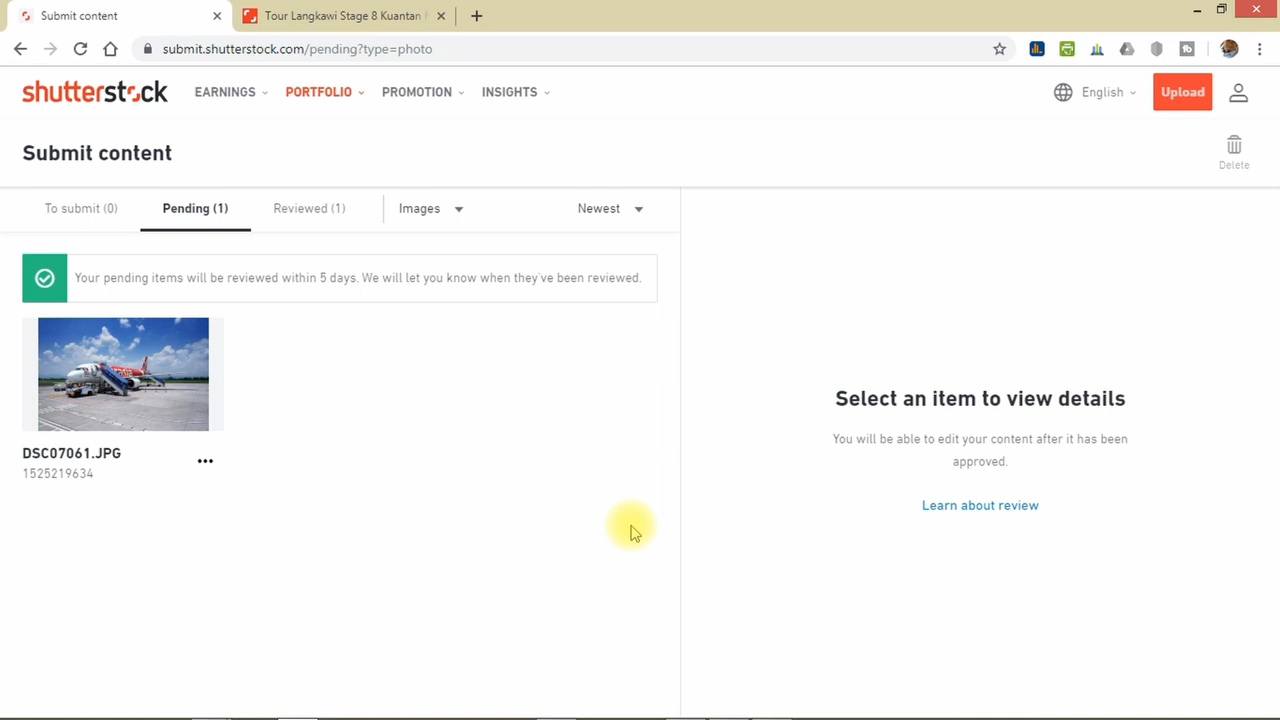 Submit content
Tour Langkawi Stage 8 Kuantan
submit.shutterstock.com/pending?type=photo
shutterstock
EARNINGS
PORTFOLIO
PROMOTION
INSIGHTS
English
Upload
Submit content
Delete
To submit (0)
Pending (1)
Reviewed (1)
Images
Newest
Your pending items will be reviewed within 5 days. We will let you know when they've been reviewed.
DSC07061.JPG
1525219634
Select an item to view details
You will be able to edit your content after it has been
approved.
Learn about review